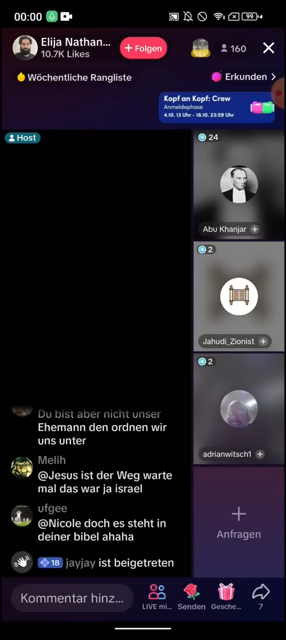 00:00
99
Elija Nathan...
10.7K Likes
+ Folgen
160
Wöchentliche Rangliste
Erkunden >
Kopf an Kopf: Crew
Anmeldephase
4.10. 13 Uhr - 18.10. 23:59 Uhr
Host
24
Abu Khanjar +
2
Jahudi_Zionist +
2
adrianwitsch1 +
Du bist aber nicht unser
Ehemann den ordnen wir
uns unter
Melih
@Jesus ist der Weg warte
mal das war ja israel
ufgee
@Nicole doch es steht in
deiner bibel ahaha
18 jayjay ist beigetreten
+
Anfragen
Kommentar hinz...
LIVE mi...
Senden
Gesche...
7